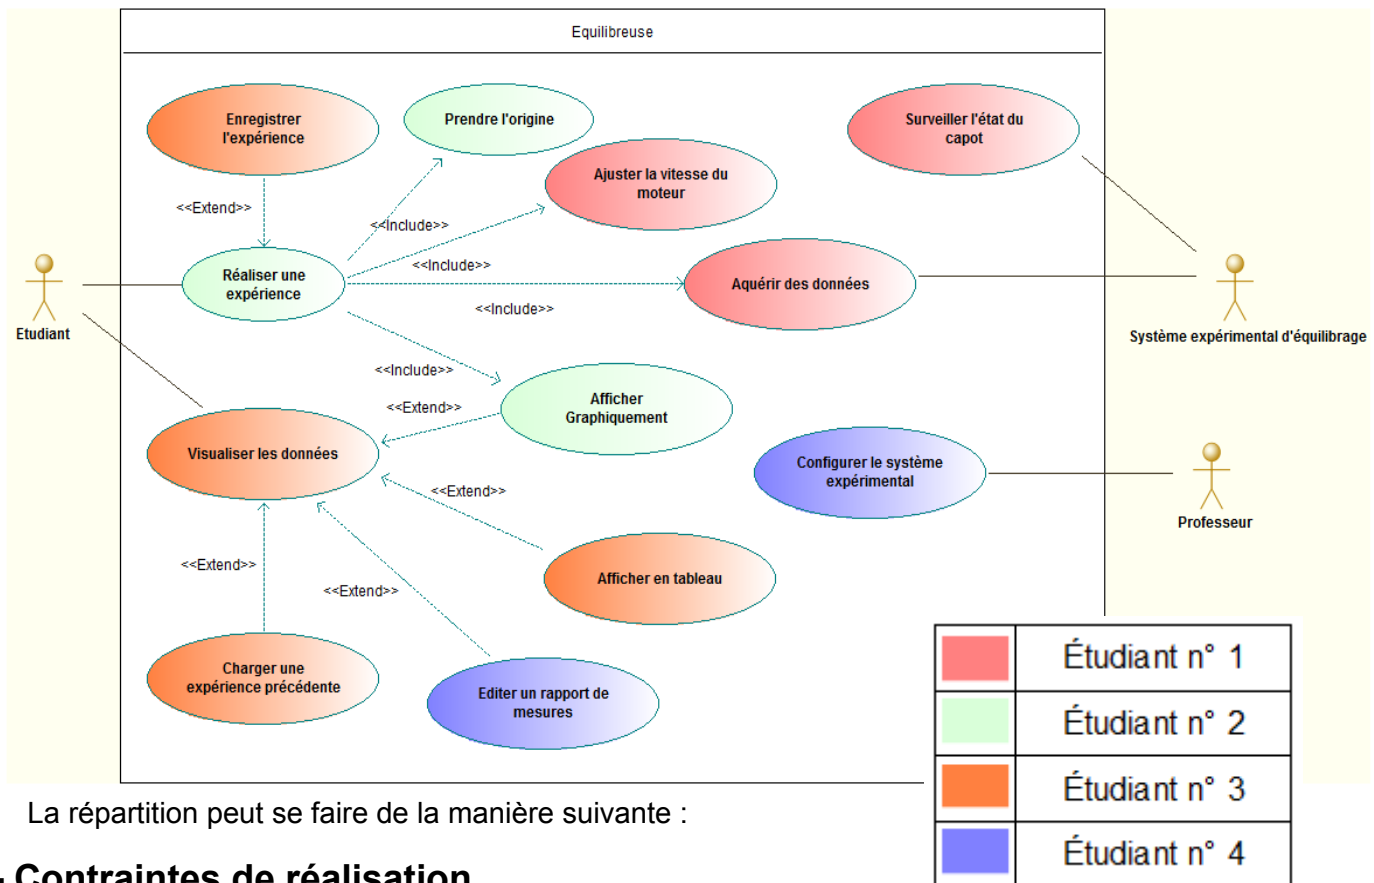 Equilibreuse
Enregistrer
l'expérience
Prendre l'origine
Surveiller l'état du
capot
Ajuster la vitesse du
moteur
<<Extend>>
<<Include>>
Réaliser une
expérience
<<Include>>
Aquérir des données
<<Include>>
Etudiant
Système expérimental d'équilibrage
<<Include>>
Afficher
Graphiquement
<<Extend>>
Visualiser les données
Configurer le système
expérimental
<<Extend>>
Professeur
<<Extend>>
Afficher en tableau
<<Extend>>
Charger une
expérience précédente
Editer un rapport de
mesures
Étudiant n° 1
Étudiant n° 2
Étudiant n° 3
Étudiant n° 4
La répartition peut se faire de la manière suivante :
- Contraintes de réalisation